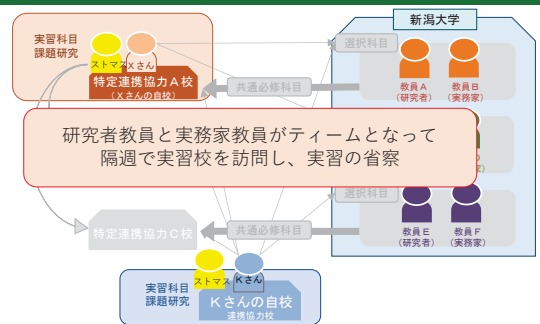 実習科目
課題研究
ストマス
Xさん
特定連携協力A校
(Xさんの自校)
新潟大学
選択科目
共通必修科目
教員A
(研究者)
教員B
(実務家)
研究者教員と実務家教員がティームとなって
隔週で実習校を訪問し、実習の省察
選択科目
共通必修科目
教員E
(研究者)
教員F
(実務家)
特定連携協力C校
実習科目
課題研究
ストマス
Kさん
Kさんの自校
連携協力校